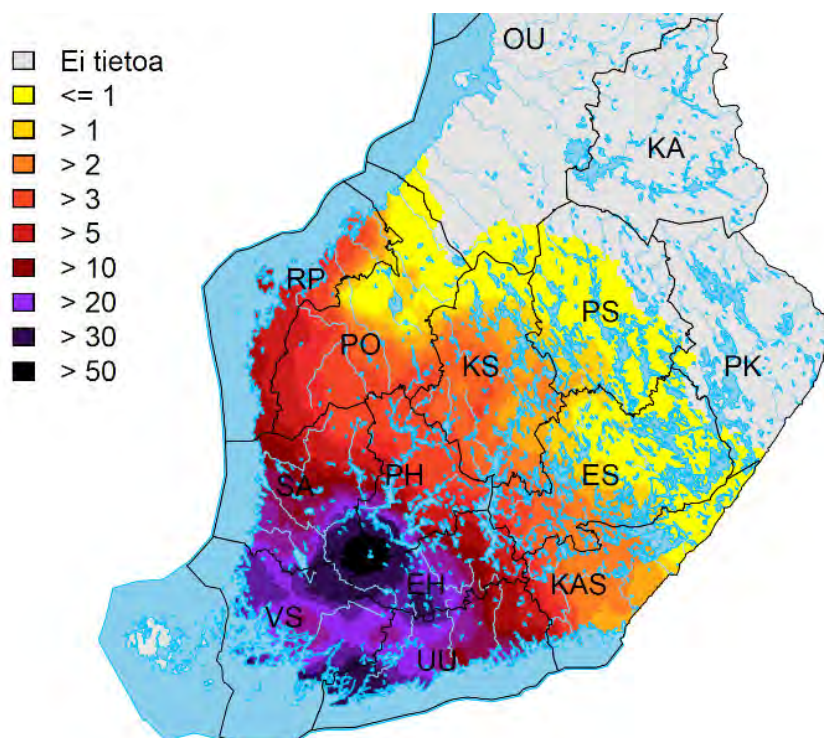 Ei tietoa
<= 1
> 1
> 2
> 3
> 5
> 10
> 20
> 30
> 50
OU
KA
RP
PS
PO
KS
PK
SA
PH
ES
EH
KAS
VS
UU